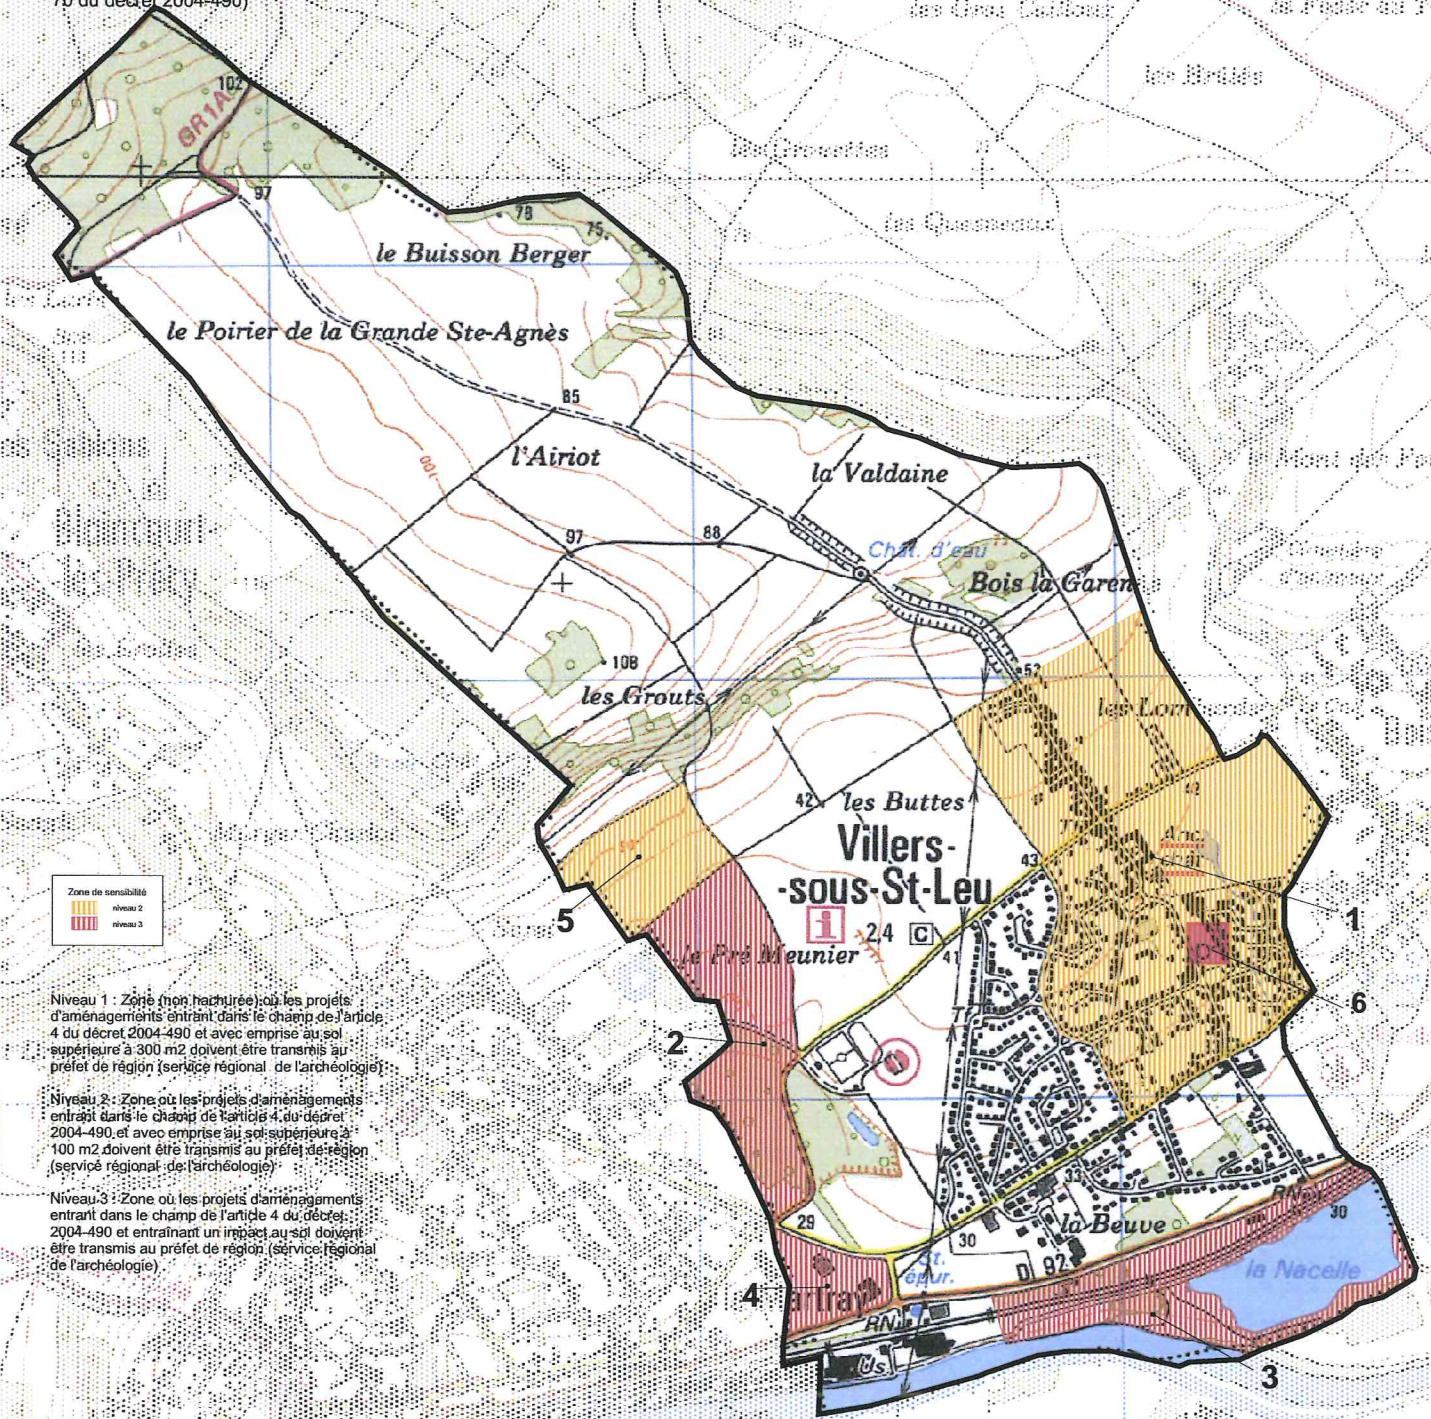 7b du décret 2004-490)
102
GR1A
97
78
75
le Buisson Berger
le Poirier de la Grande Ste-Agnès
85
100
l'Airiot
la Valdaine
97
88
Chât. d'eau
Bois la Garen
108
52
les Grouts
42
les Buttes
48
Villers-
-sous-St-Leu
43
Anc
1
5
2,4
C
41
le Pré Meunier
6
2
29
30
33
la Beuve
RN
30
St.
épur.
D 92
la Nacelle
4
RN
Us.
3
les Grouettes
les Quesneaux
Zone de sensibilité
niveau 2
niveau 3
Niveau 1 : Zone (non hachurée) où les projets
d'aménagements entrant dans le champ de l'article
4 du décret 2004-490 et avec emprise au sol
supérieure à 300 m2 doivent être transmis au
préfet de région (service régional de l'archéologie)
Niveau 2 : Zone où les projets d'aménagements
entrant dans le champ de l'article 4 du décret
2004-490 et avec emprise au sol supérieure à
100 m2 doivent être transmis au préfet de région
(service régional de l'archéologie)
Niveau 3 : Zone où les projets d'aménagements
entrant dans le champ de l'article 4 du décret
2004-490 et entraînant un impact au sol doivent
être transmis au préfet de région (service régional
de l'archéologie)